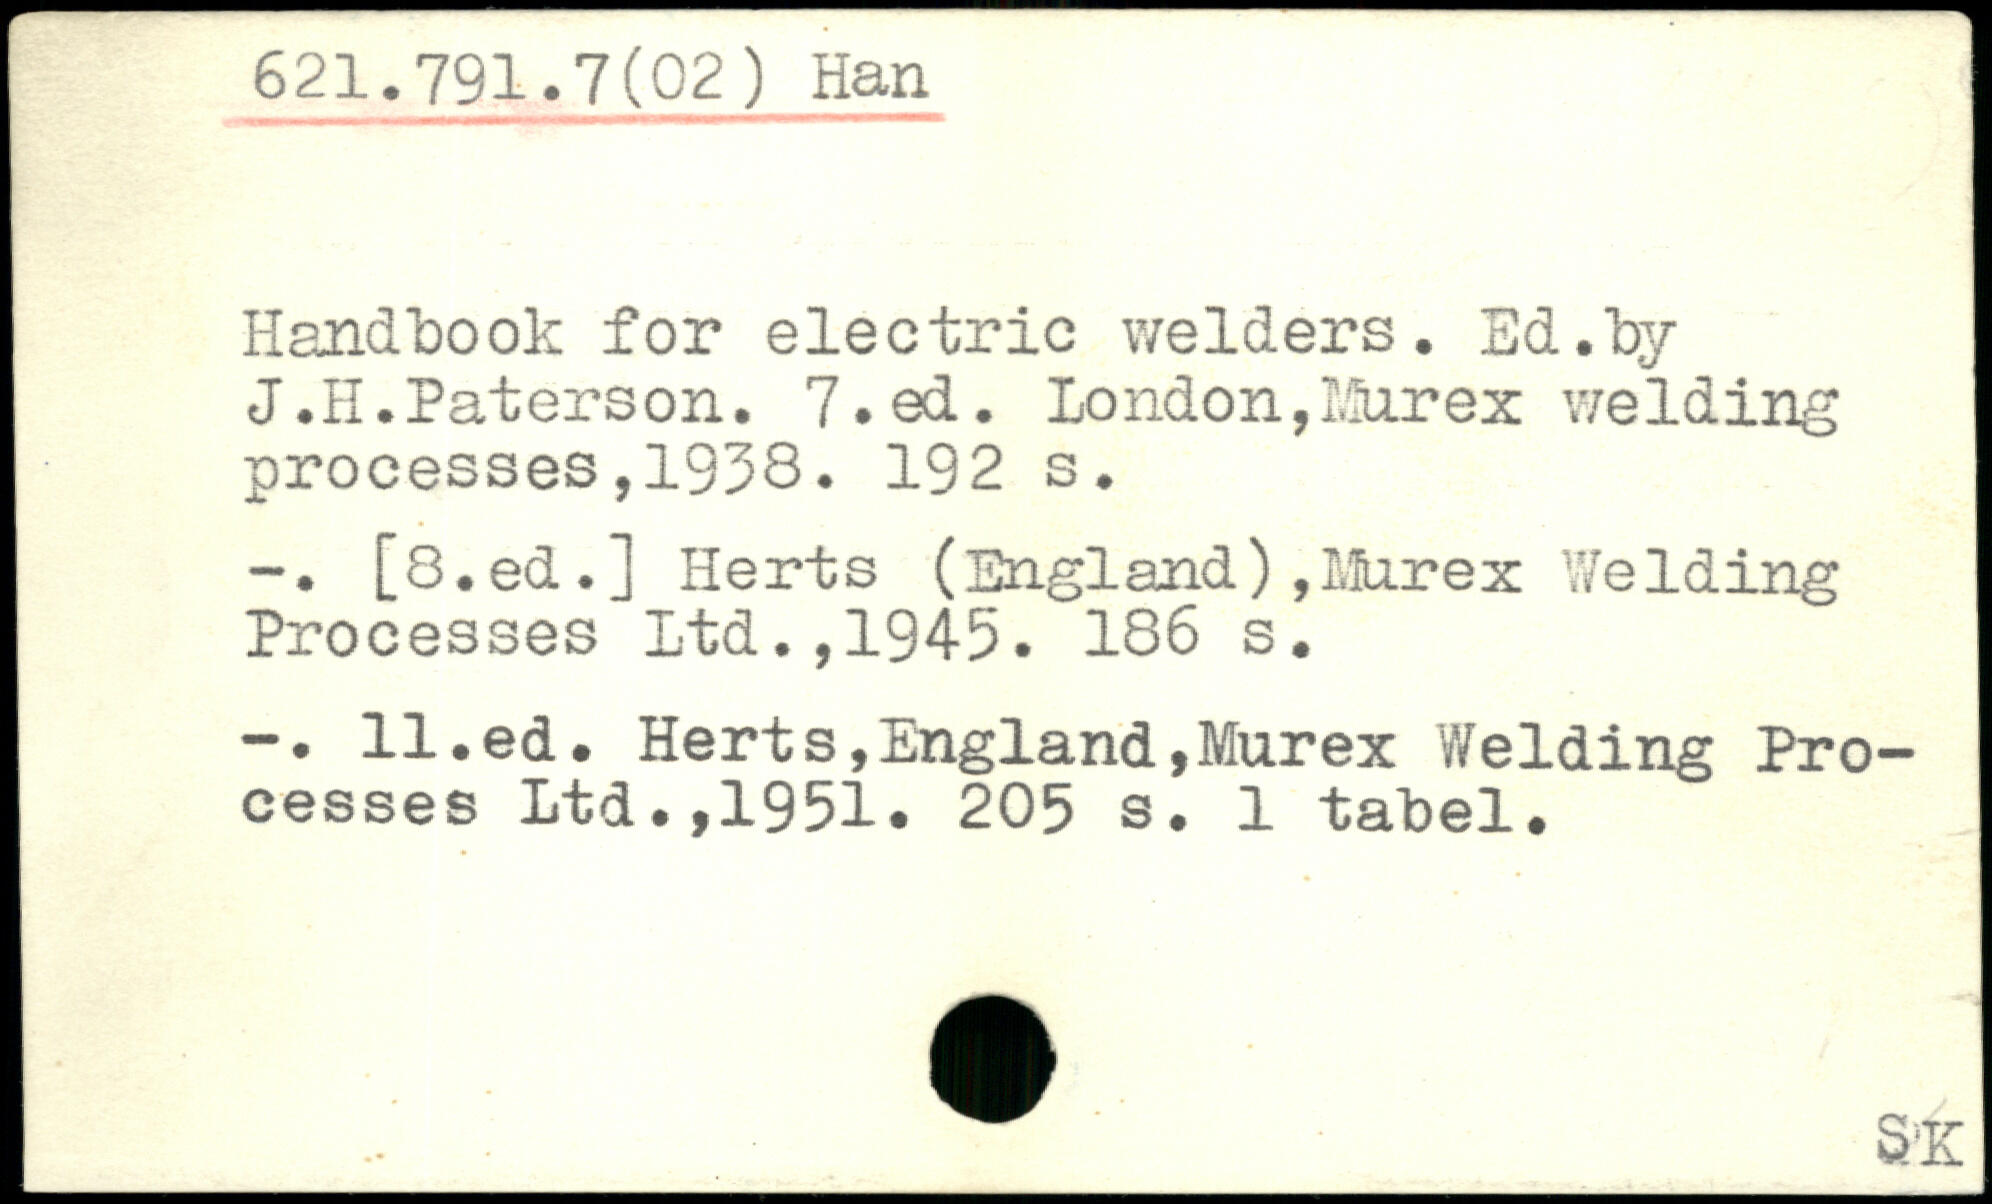 621.791.7(02) Han
Handbook for electric welders. Ed.by
J.H.Paterson. 7.ed. London,Murex welding
processes,1938. 192 s.
-. [8.ed.] Herts (England),Murex Welding
Processes Ltd.,1945. 186 s.
-. 11.ed. Herts,England,Murex Welding Pro-
cesses Ltd.,1951. 205 s. 1 tabel.
SK